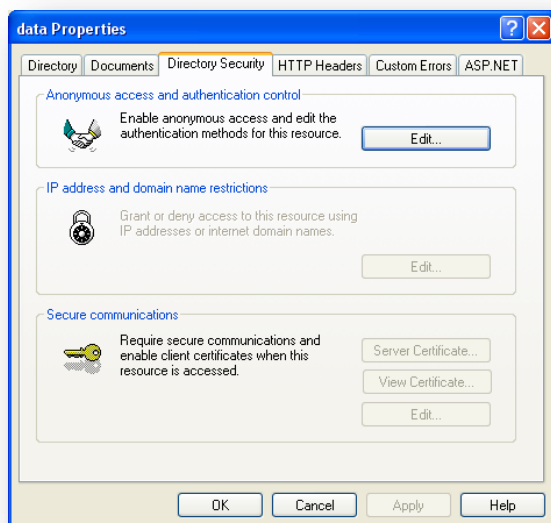 data Properties
?
X
Directory
Documents
Directory Security
HTTP Headers
Custom Errors
ASP.NET
Anonymous access and authentication control
Enable anonymous access and edit the
authentication methods for this resource.
Edit...
IP address and domain name restrictions
Grant or deny access to this resource using
IP addresses or internet domain names.
Edit...
Secure communications
Require secure communications and
enable client certificates when this
resource is accessed.
Server Certificate...
View Certificate...
Edit...
OK
Cancel
Apply
Help